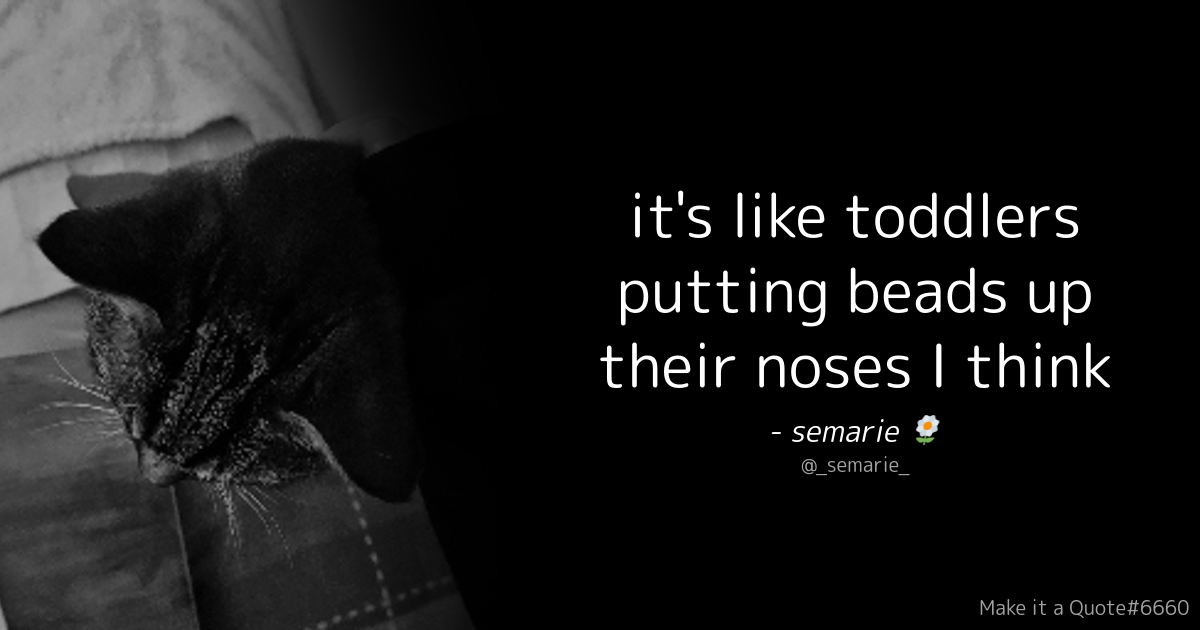 it's like toddlers
putting beads up
their noses I think
- semarie 🌼
@_semarie_
Make it a Quote#6660